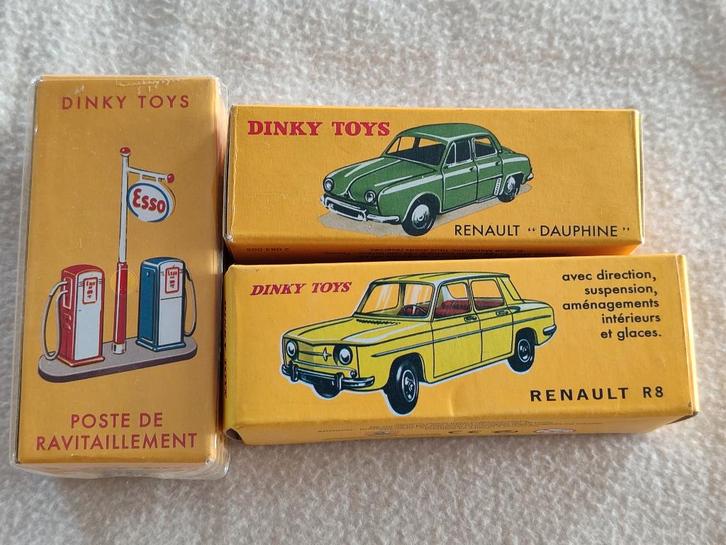 DINKY TOYS
Esso
POSTE DE
RAVITAILLEMENT
DINKY TOYS
RENAULT "DAUPHINE"
DINKY TOYS
avec direction,
suspension,
aménagements
intérieurs
et glaces.
RENAULT R8